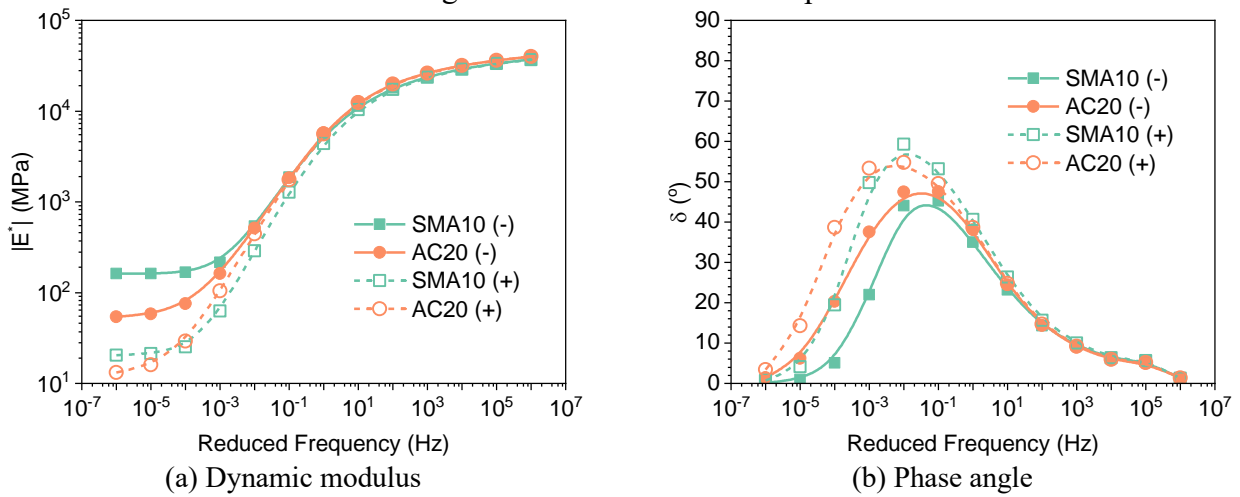 10^5
10^4
10^3
10^2
10^1
|E^*| (MPa)
SMA10 (-)
AC20 (-)
SMA10 (+)
AC20 (+)
10^-7 10^-5 10^-3 10^-1 10^1 10^3 10^5 10^7
Reduced Frequency (Hz)
(a) Dynamic modulus
90
80
70
60
50
40
30
20
10
0
δ (°)
SMA10 (-)
AC20 (-)
SMA10 (+)
AC20 (+)
10^-7 10^-5 10^-3 10^-1 10^1 10^3 10^5 10^7
Reduced Frequency (Hz)
(b) Phase angle